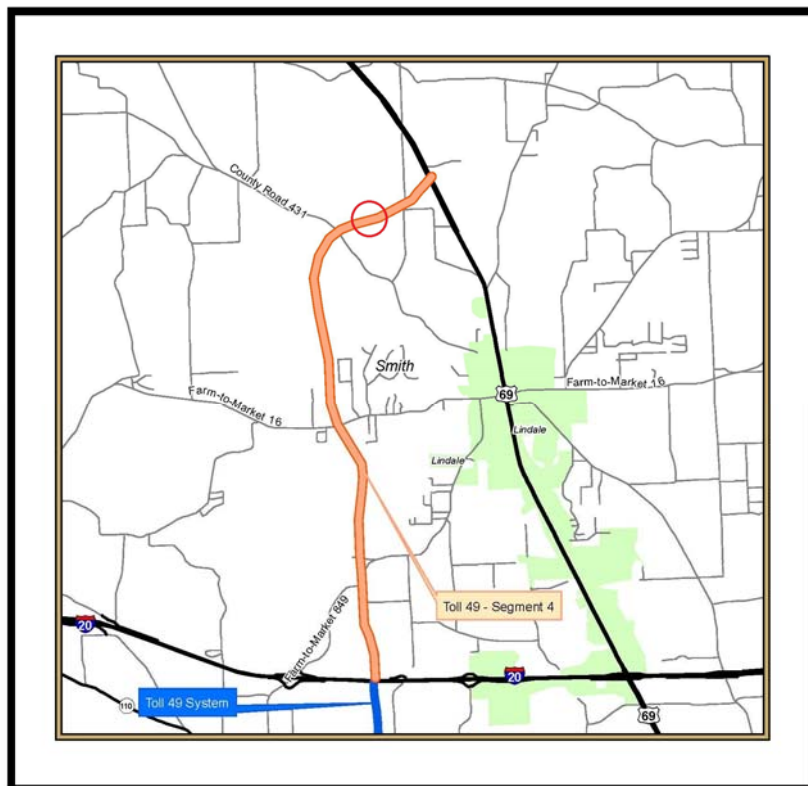 County Road 431
Smith
Farm-to-Market 16
69
Farm-to-Market 16
Lindale
Lindale
Toll 49 - Segment 4
20
Farm-to-Market 849
20
110
Toll 49 System
69